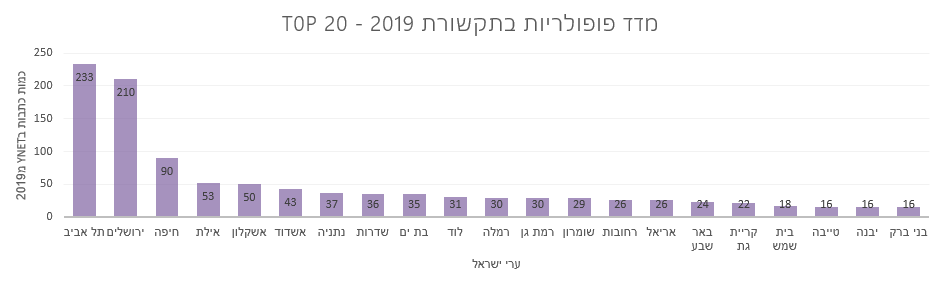 מדד פופולריות בתקשורת 2019 - TOP 20
כמות כתבות בYNET מ2019
250
200
150
100
50
0
233
210
90
53
50
43
37
36
35
31
30
30
29
26
26
24
22
18
16
16
16
תל אביב
ירושלים
חיפה
אילת
אשקלון
אשדוד
נתניה
שדרות
בת ים
לוד
רמלה
רמת גן
שומרון
רחובות
אריאל
באר
שבע
קריית
גת
בית
שמש
טייבה
יבנה
בני ברק
ערי ישראל